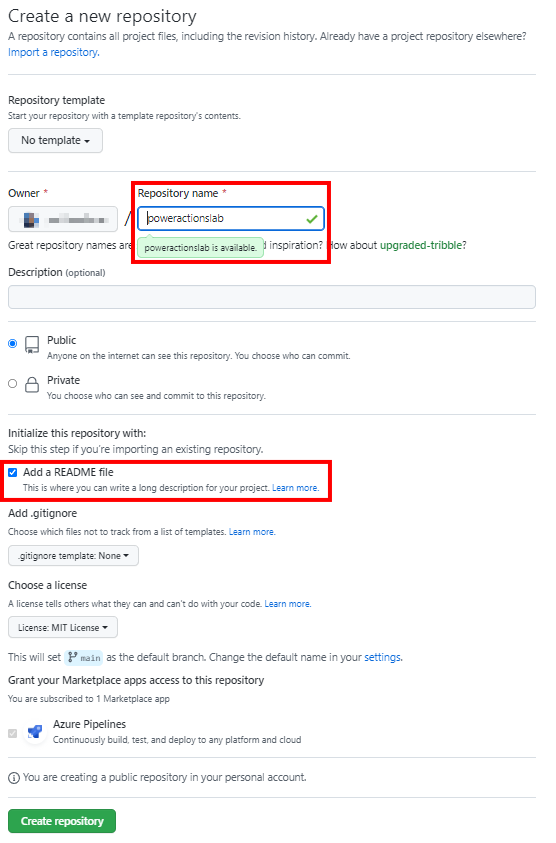 Create a new repository
A repository contains all project files, including the revision history. Already have a project repository elsewhere?
Import a repository.
Repository template
Start your repository with a template repository's contents.
No template
Owner * Repository name *
/ poweractionslab
Great repository names are d inspiration? How about upgraded-tribble?
poweractionslab is available.
Description (optional)
Public
Anyone on the internet can see this repository. You choose who can commit.
Private
You choose who can see and commit to this repository.
Initialize this repository with:
Skip this step if you're importing an existing repository.
Add a README file
This is where you can write a long description for your project. Learn more.
Add .gitignore
Choose which files not to track from a list of templates. Learn more.
.gitignore template: None
Choose a license
A license tells others what they can and can't do with your code. Learn more.
License: MIT License
This will set main as the default branch. Change the default name in your settings.
Grant your Marketplace apps access to this repository
You are subscribed to 1 Marketplace app
Azure Pipelines
Continuously build, test, and deploy to any platform and cloud
You are creating a public repository in your personal account.
Create repository